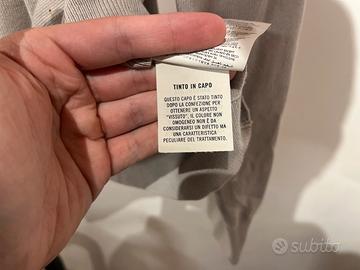 TINTO IN CAPO
QUESTO CAPO È STATO TINTO
DOPO LA CONFEZIONE PER
OTTENERE UN ASPETTO
"VISSUTO". IL COLORE NON
OMOGENEO NON È DA
CONSIDERARSI UN DIFETTO MA
UNA CARATTERISTICA
PECULIARE DEL TRATTAMENTO.
subito